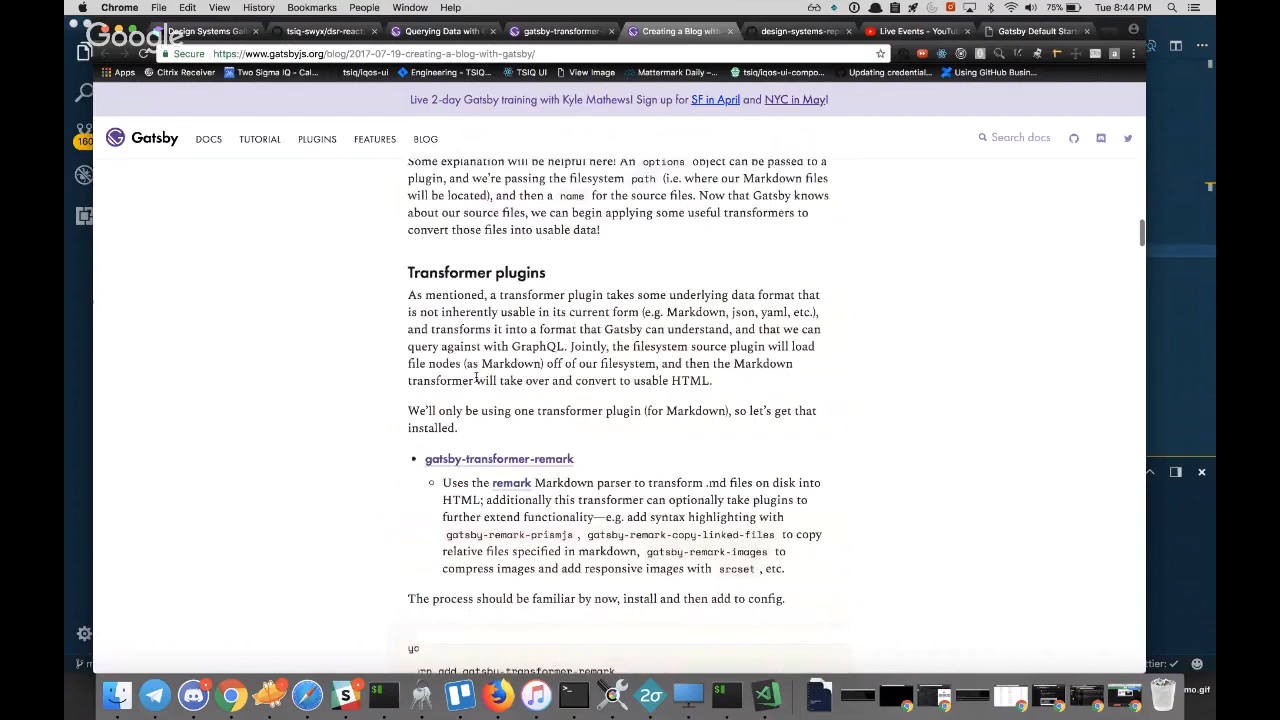 Chrome File Edit View History Bookmarks People Window Help 75% Sun 8:44 AM
Google
Design Systems Gal
tsiq-swyx/dsr-react
Querying Data with
gatsby-transformer-
Creating a Blog with
design-systems-rep
Live Events - YouTu
Gatsby Default Start
Secure https://www.gatsbyjs.org/blog/2017-07-19-creating-a-blog-with-gatsby/
Apps Citrix Receiver Two Sigma IQ - Cal... tsiq/iqos-ui Engineering - TSIQ... TSIQ UI View Image Mattermark Daily –... tsiq/iqos-ui-compo... Updating credential... Using GitHub Busin...
Live 2-day Gatsby training with Kyle Mathews! Sign up for SF in April and NYC in May!
Gatsby DOCS TUTORIAL PLUGINS FEATURES BLOG Search docs
160
Some explanation will be helpful here! An options object can be passed to a
plugin, and we're passing the filesystem path (i.e. where our Markdown files
will be located), and then a name for the source files. Now that Gatsby knows
about our source files, we can begin applying some useful transformers to
convert those files into usable data!
Transformer plugins
As mentioned, a transformer plugin takes some underlying data format that
is not inherently usable in its current form (e.g. Markdown, json, yaml, etc.),
and transforms it into a format that Gatsby can understand, and that we can
query against with GraphQL. Jointly, the filesystem source plugin will load
file nodes (as Markdown) off of our filesystem, and then the Markdown
transformer will take over and convert to usable HTML.
We'll only be using one transformer plugin (for Markdown), so let's get that
installed.
• gatsby-transformer-remark
Uses the remark Markdown parser to transform .md files on disk into
HTML; additionally this transformer can optionally take plugins to
further extend functionality—e.g. add syntax highlighting with
gatsby-remark-prismjs , gatsby-remark-copy-linked-files to copy
relative files specified in markdown, gatsby-remark-images to
compress images and add responsive images with srcset , etc.
The process should be familiar by now, install and then add to config.
yarn add gatsby-transformer-remark
mo.gif